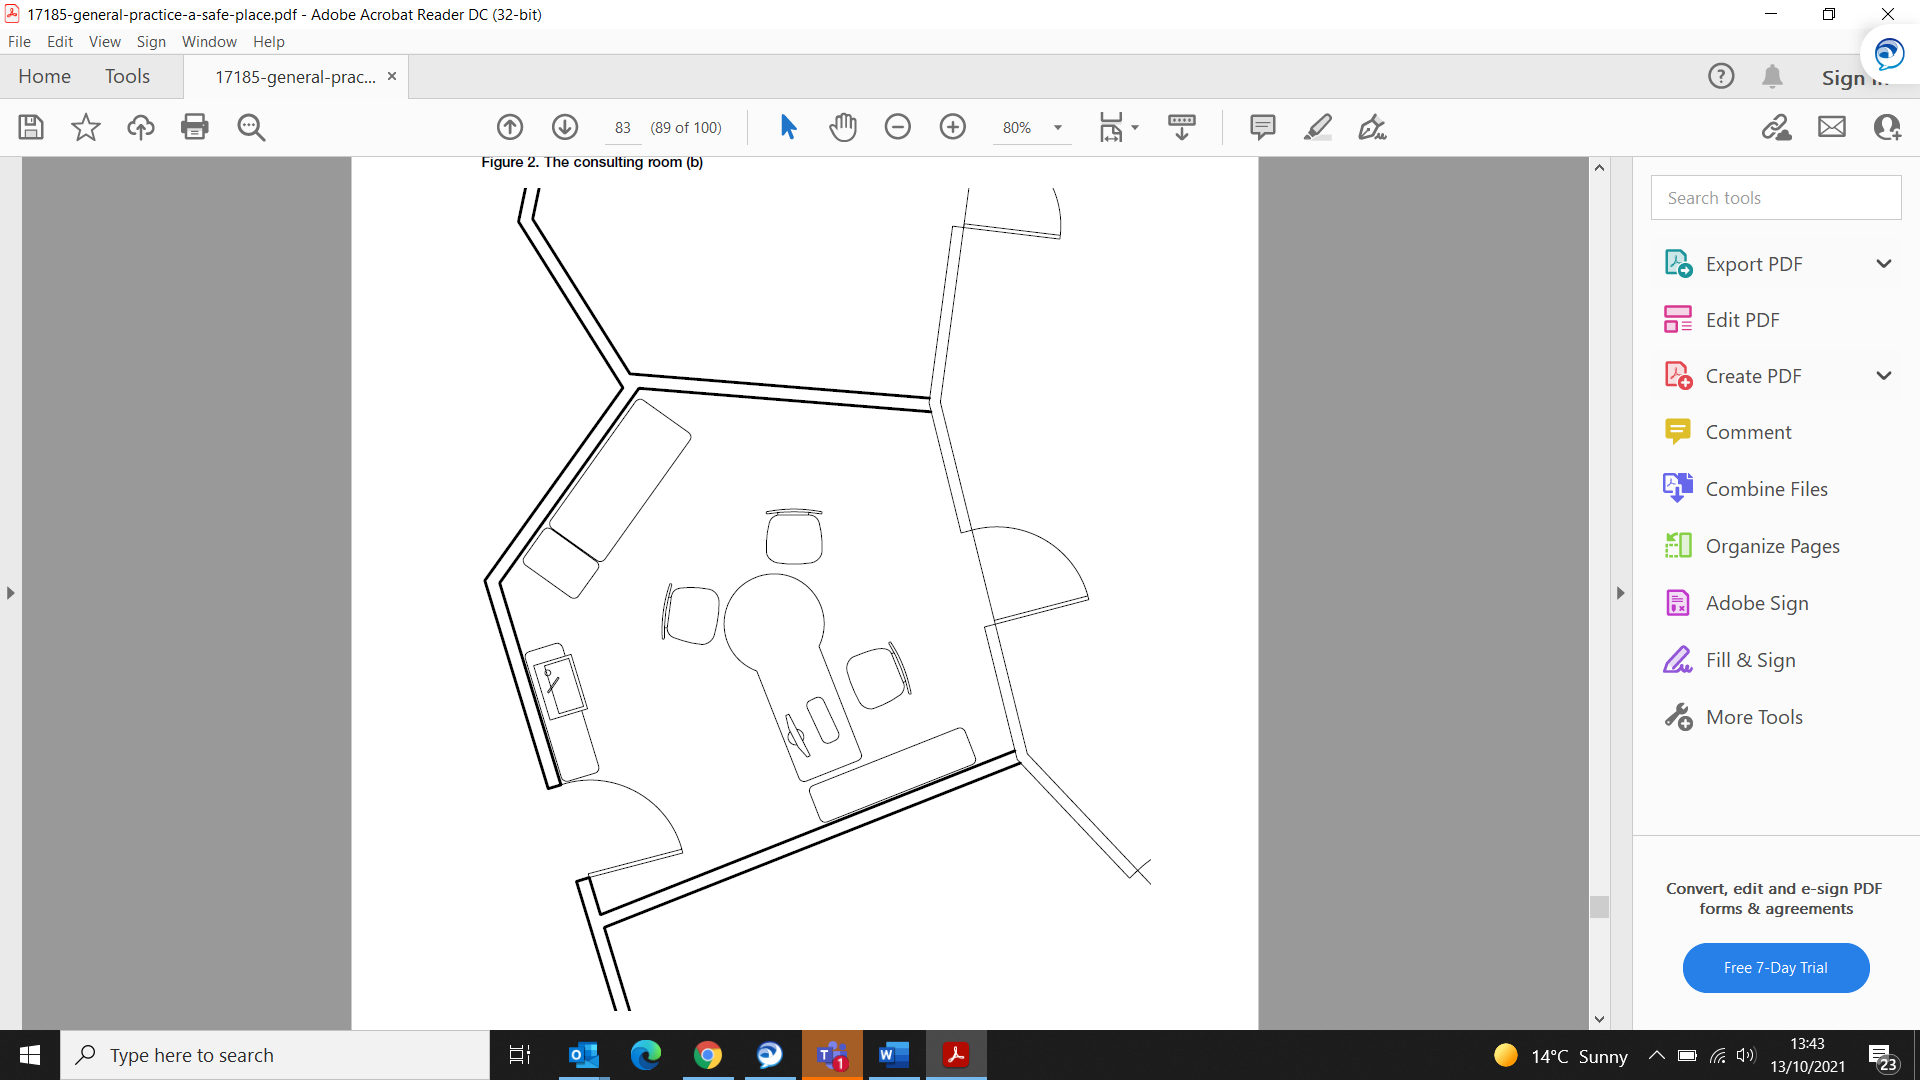 17185-general-practice-a-safe-place.pdf - Adobe Acrobat Reader DC (32-bit)
File Edit View Sign Window Help
Home Tools 17185-general-prac... × Sign
83 (89 of 100) 80%
Figure 2. The consulting room (b)
Search tools
Export PDF
Edit PDF
Create PDF
Comment
Combine Files
Organize Pages
Adobe Sign
Fill & Sign
More Tools
Convert, edit and e-sign PDF
forms & agreements
Free 7-Day Trial
Type here to search
1
14°C Sunny
13:43
13/10/2021
23